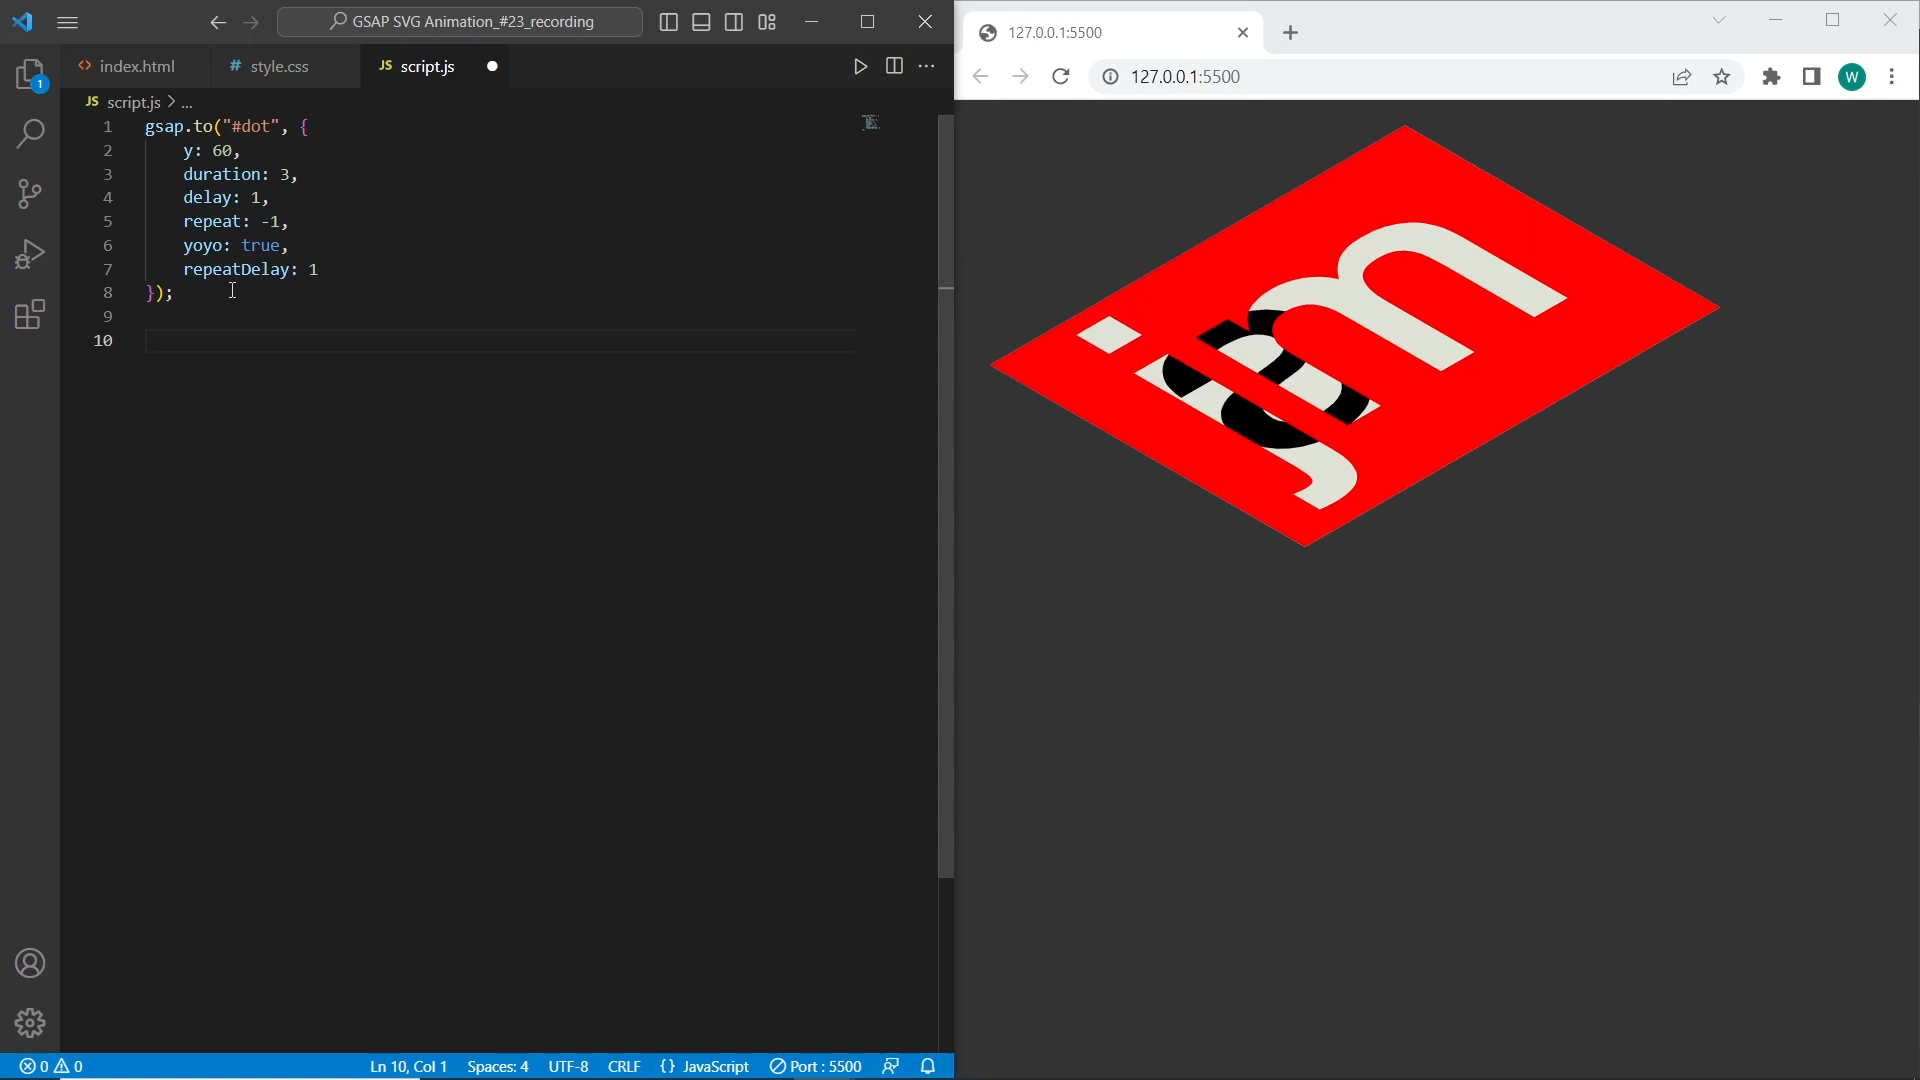 GSAP SVG Animation_#23_recording
index.html
# style.css
JS script.js
JS script.js > ...
1 gsap.to("#dot", {
2 y: 60,
3 duration: 3,
4 delay: 1,
5 repeat: -1,
6 yoyo: true,
7 repeatDelay: 1
8 });
9
10
1
0 0
Ln 10, Col 1
Spaces: 4
UTF-8
CRLF
{} JavaScript
Port : 5500
127.0.0.1:5500
127.0.0.1:5500
W
jm